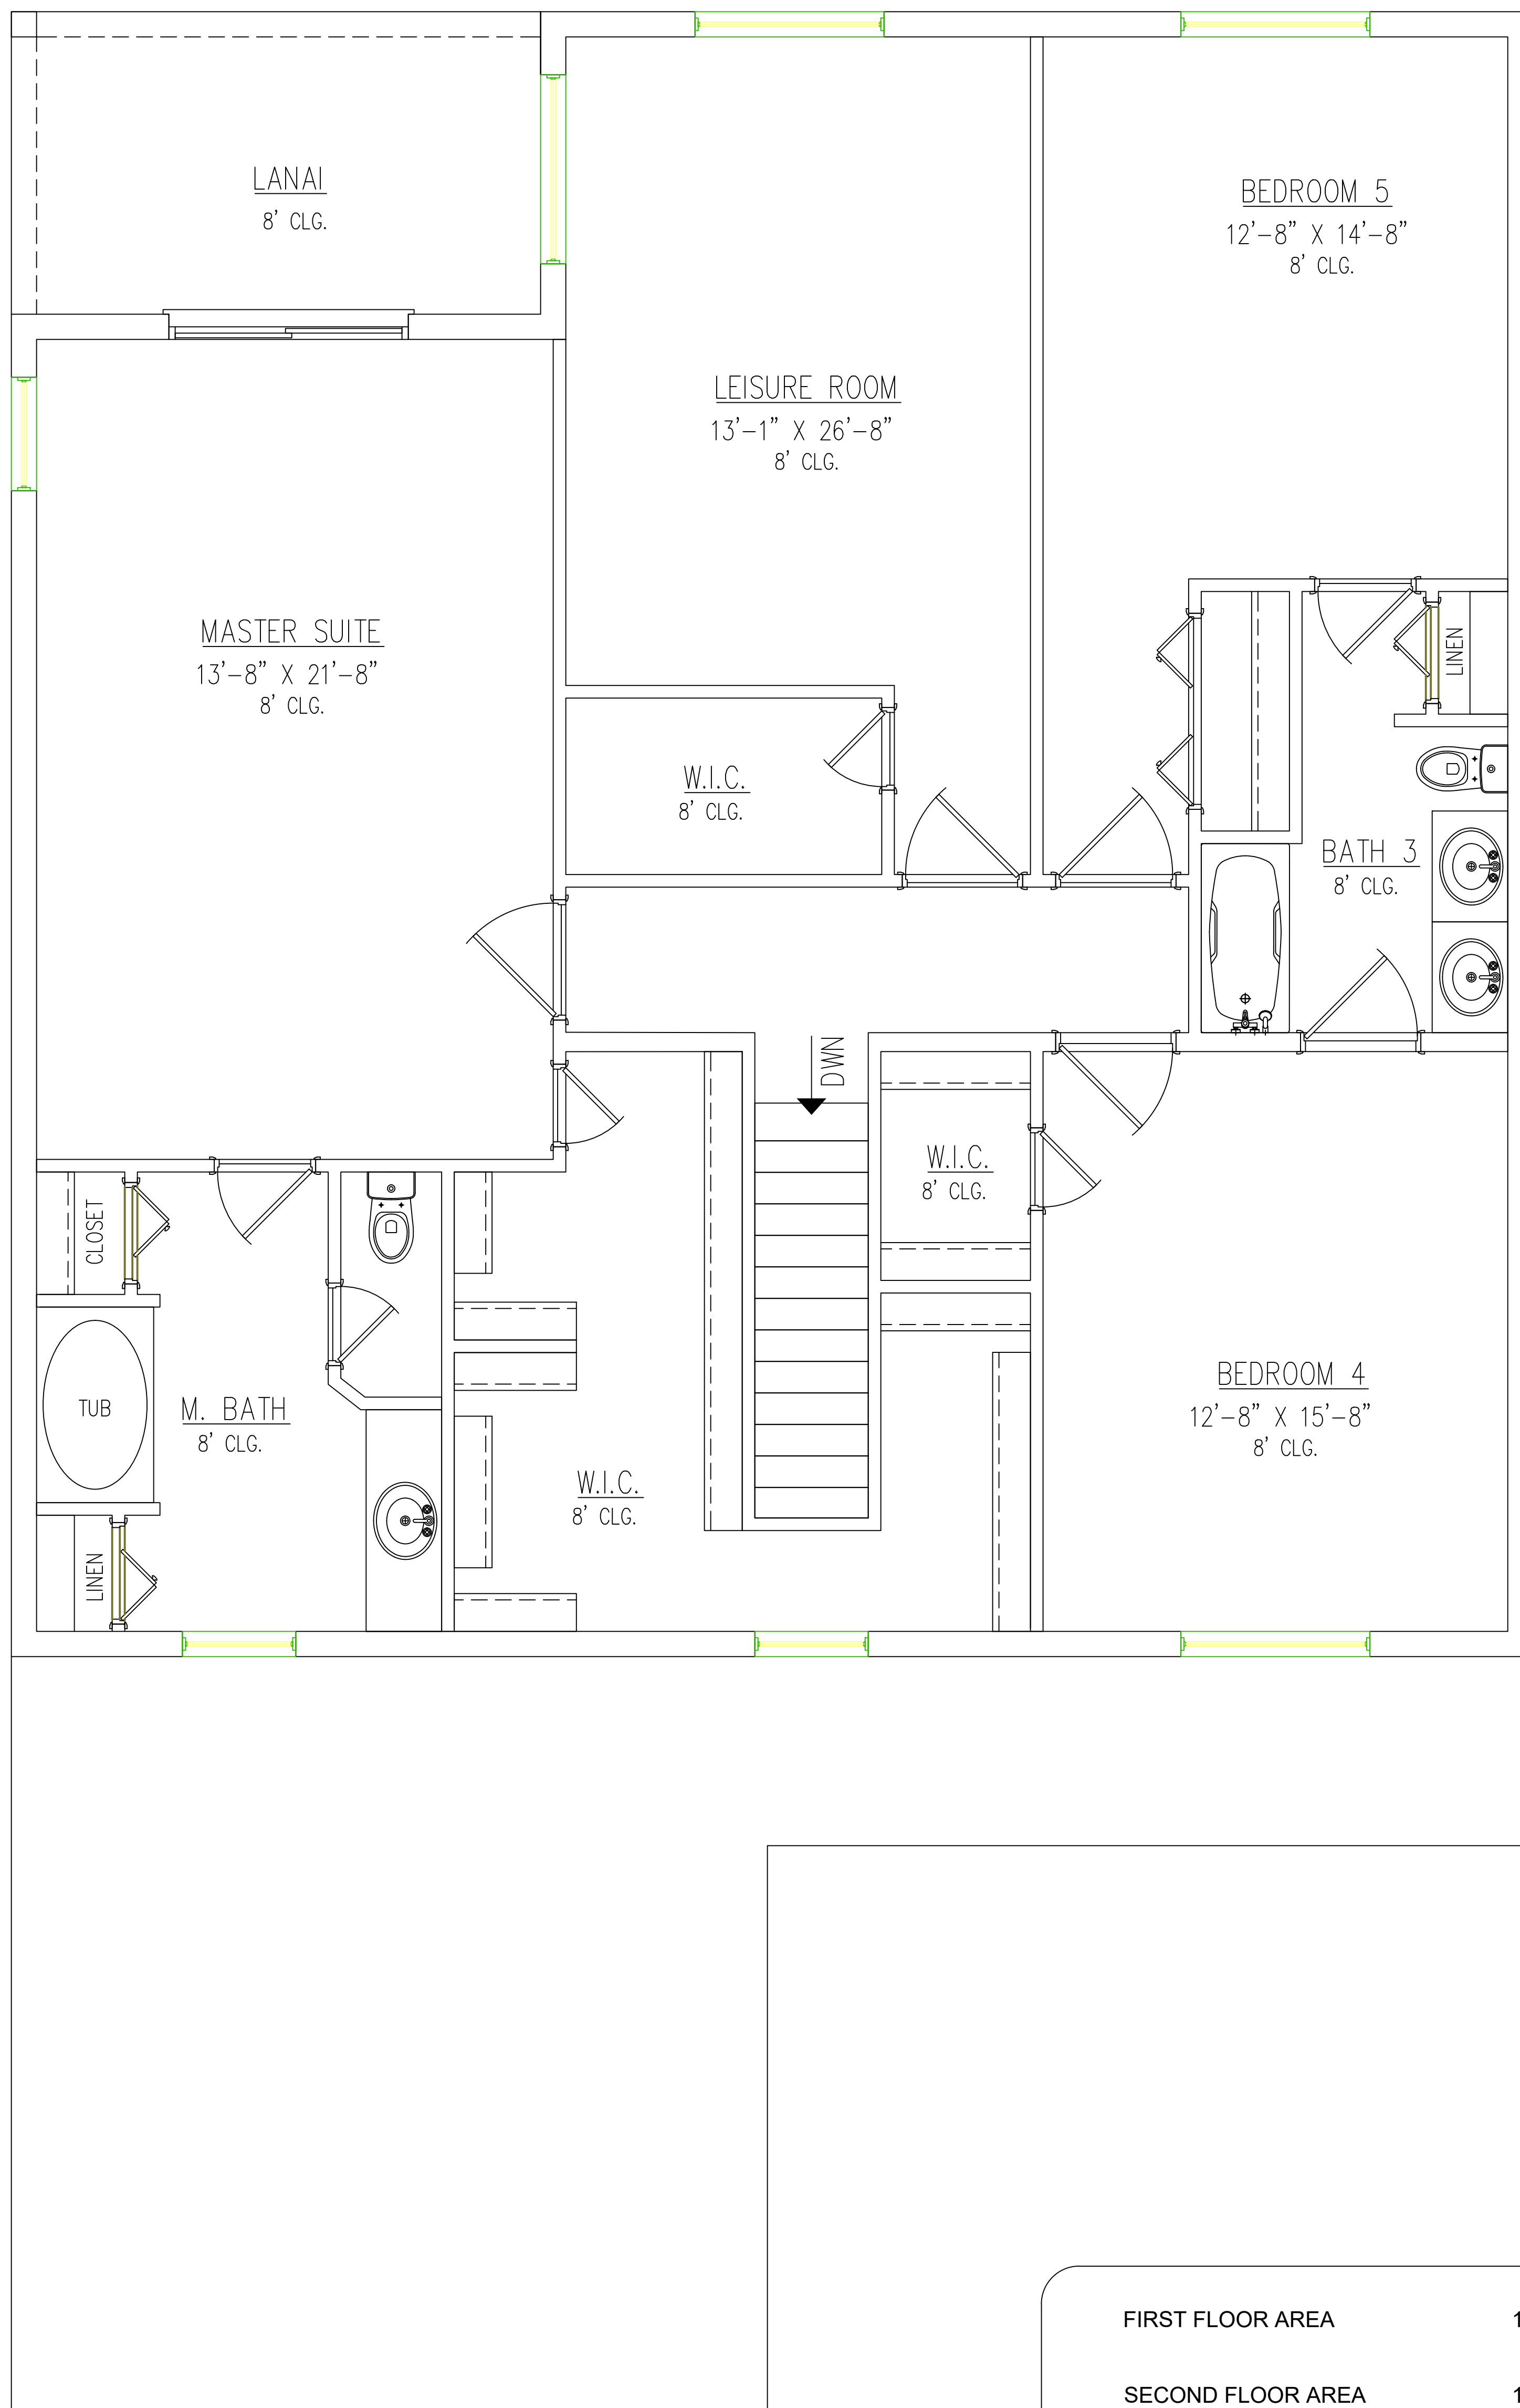 LANAI
8' CLG.
BEDROOM 5
12'-8" X 14'-8"
8' CLG.
LEISURE ROOM
13'-1" X 26'-8"
8' CLG.
MASTER SUITE
13'-8" X 21'-8"
8' CLG.
LINEN
W.I.C.
8' CLG.
BATH 3
8' CLG.
DWN
W.I.C.
8' CLG.
CLOSET
TUB
M. BATH
8' CLG.
BEDROOM 4
12'-8" X 15'-8"
8' CLG.
W.I.C.
8' CLG.
LINEN
FIRST FLOOR AREA 1
SECOND FLOOR AREA 1